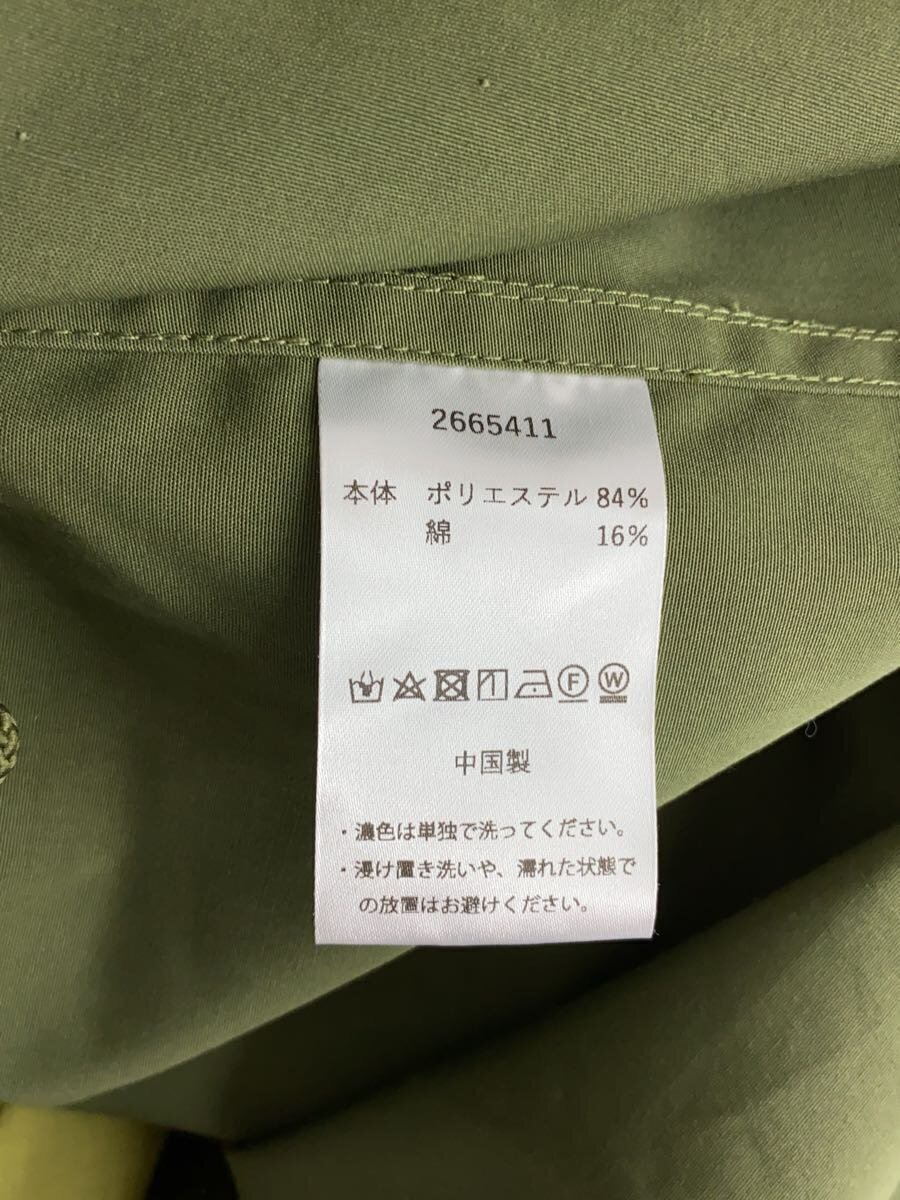 2665411
本体 ポリエステル 84%
綿 16%
F W
中国製
・濃色は単独で洗ってください。
・浸け置き洗いや、濡れた状態で
の放置はお避けください。